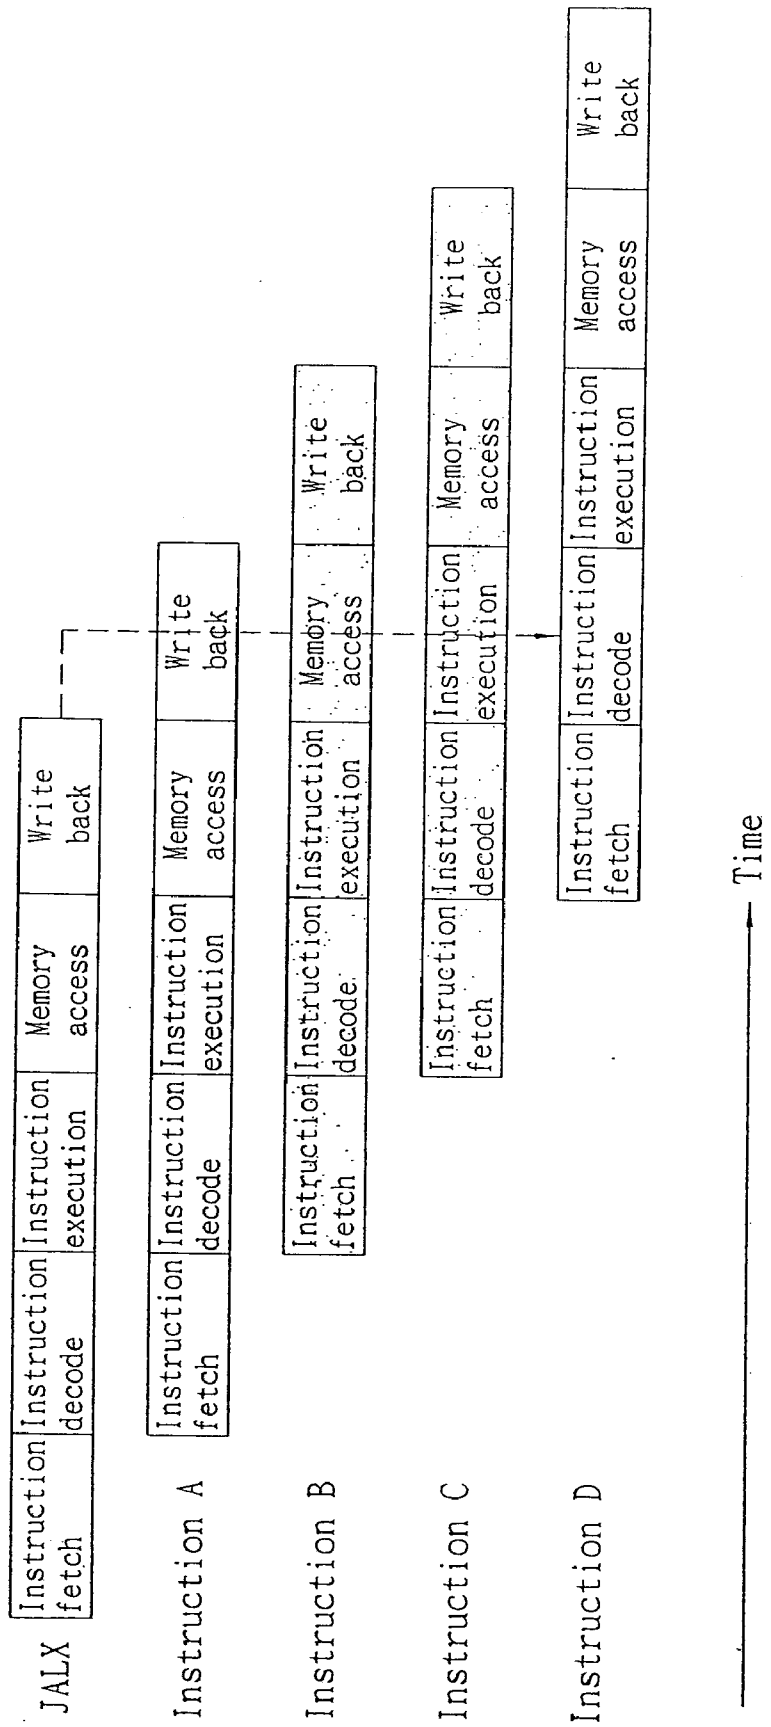 JALX
Instruction
fetch
Instruction
decode
Instruction
execution
Memory
access
Write
back
Instruction A
Instruction
fetch
Instruction
decode
Instruction
execution
Memory
access
Write
back
Instruction B
Instruction
fetch
Instruction
decode
Instruction
execution
Memory
access
Write
back
Instruction C
Instruction
fetch
Instruction
decode
Instruction
execution
Memory
access
Write
back
Instruction D
Instruction
fetch
Instruction
decode
Instruction
execution
Memory
access
Write
back
Time